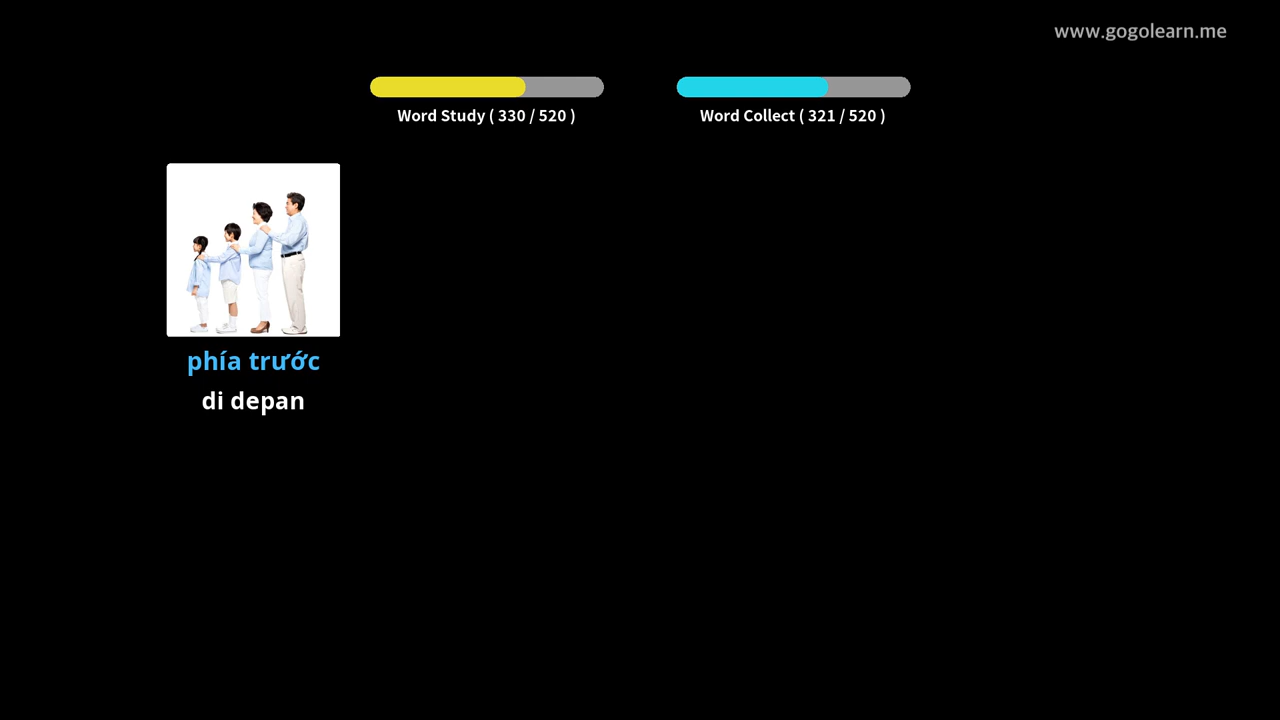 www.gogolearn.me
Word Study ( 330 / 520 )
Word Collect ( 321 / 520 )
phía trước
di depan